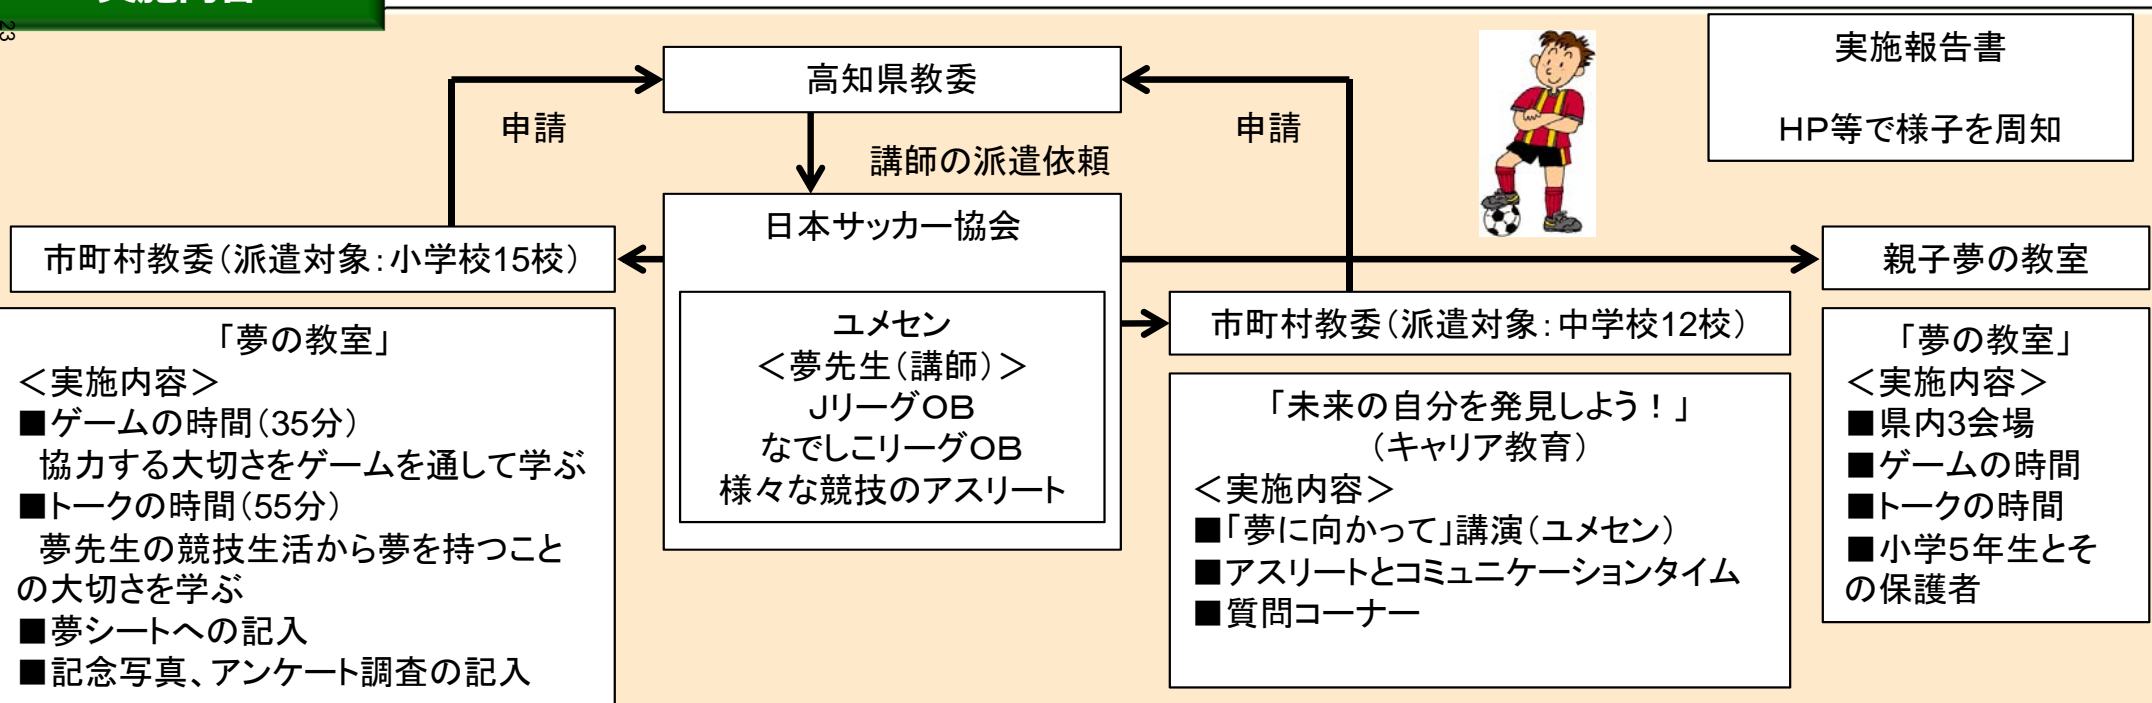 23
高知県教委
申請
申請
講師の派遣依頼
実施報告書
HP等で様子を周知
日本サッカー協会
ユメセン
＜夢先生（講師）＞
JリーグOB
なでしこリーグOB
様々な競技のアスリート
市町村教委（派遣対象：小学校15校）
「夢の教室」
＜実施内容＞
■ゲームの時間（35分）
協力する大切さをゲームを通して学ぶ
■トークの時間（55分）
夢先生の競技生活から夢を持つこと
の大切さを学ぶ
■夢シートへの記入
■記念写真、アンケート調査の記入
市町村教委（派遣対象：中学校12校）
「未来の自分を発見しよう！」
（キャリア教育）
＜実施内容＞
■「夢に向かって」講演（ユメセン）
■アスリートとコミュニケーションタイム
■質問コーナー
親子夢の教室
「夢の教室」
＜実施内容＞
■県内3会場
■ゲームの時間
■トークの時間
■小学5年生とそ
の保護者